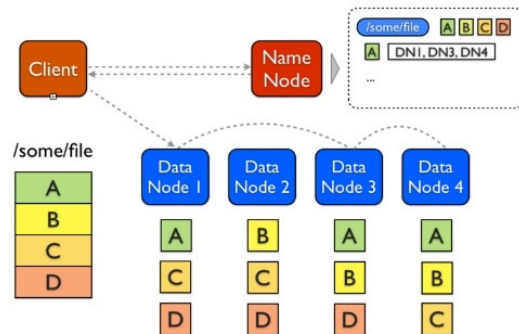 Client
Name
Node
/some/file A B C D
A DN1, DN3, DN4
...
/some/file
A
B
C
D
Data
Node 1
Data
Node 2
Data
Node 3
Data
Node 4
A B A A
C C B B
D D D C